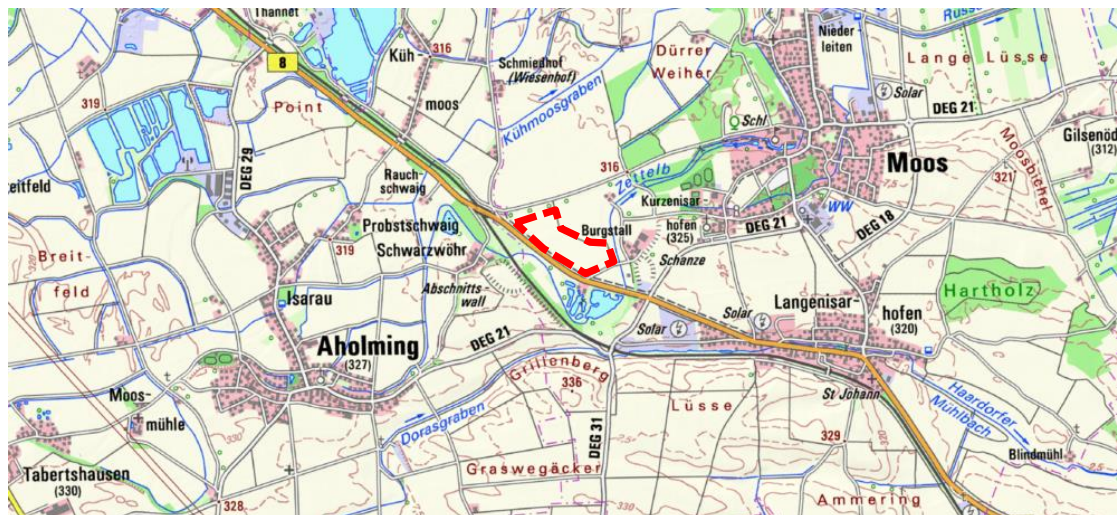 Thannet
8
319
Point
Küh
moos
316
Schmiedhof
(Wiesenhof)
Kühmoosgraben
Dürrer
Weiher
Nieder
leiten
Lange Lüsse
Solar
DEG 21
Gilsenöd
(312)
Moosbichel
321
Schl
Moos
316
Zettelb
DEG 29
Rauch-
schwaig
Probstschwaig
Schwarzwöhr
319
Kurzenisar
hofen
(325)
Burgstall
DEG 21
WW
DEG 18
Schanze
Breit-
feld
Isarau
Abschnitts-
wall
Langenisar-
hofen
(320)
Hartholz
Solar
Solar
Aholming
(327)
DEG 21
Grillenberg
336
Lüsse
St Johann
Haardorfer
Mühlbach
Moos-
mühle
Dorasgraben
DEG 31
329
Blindmühl
Tabertshausen
(330)
328
Graswegäcker
Ammering